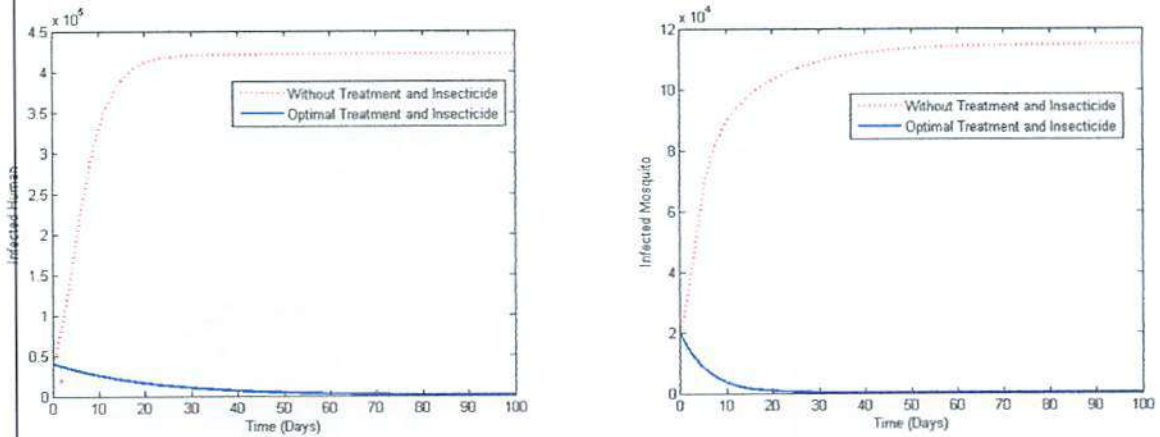 x 10^5
4.5
4
3.5
3
2.5
2
1.5
1
0.5
0
Infected Human
Without Treatment and Insecticide
Optimal Treatment and Insecticide
0 10 20 30 40 50 60 70 80 90 100
Time (Days)
x 10^4
12
10
8
6
4
2
0
Infected Mosquito
Without Treatment and Insecticide
Optimal Treatment and Insecticide
0 10 20 30 40 50 60 70 80 90 100
Time (Days)